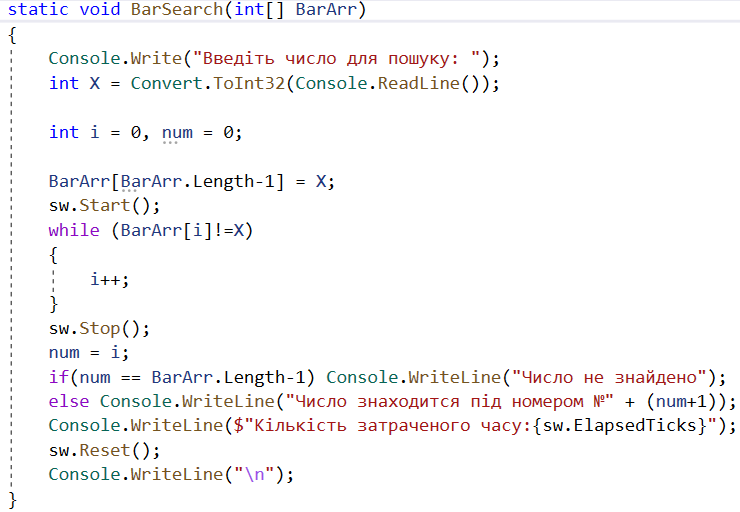 static void BarSearch(int[] BarArr)
{
Console.Write("Введіть число для пошуку: ");
int X = Convert.ToInt32(Console.ReadLine());
int i = 0, num = 0;
BarArr[BarArr.Length-1] = X;
sw.Start();
while (BarArr[i]!=X)
{
i++;
}
sw.Stop();
num = i;
if(num == BarArr.Length-1) Console.WriteLine("Число не знайдено");
else Console.WriteLine("Число знаходится під номером №" + (num+1));
Console.WriteLine($"Кількість затраченого часу:{sw.ElapsedTicks}");
sw.Reset();
Console.WriteLine("\n");
}